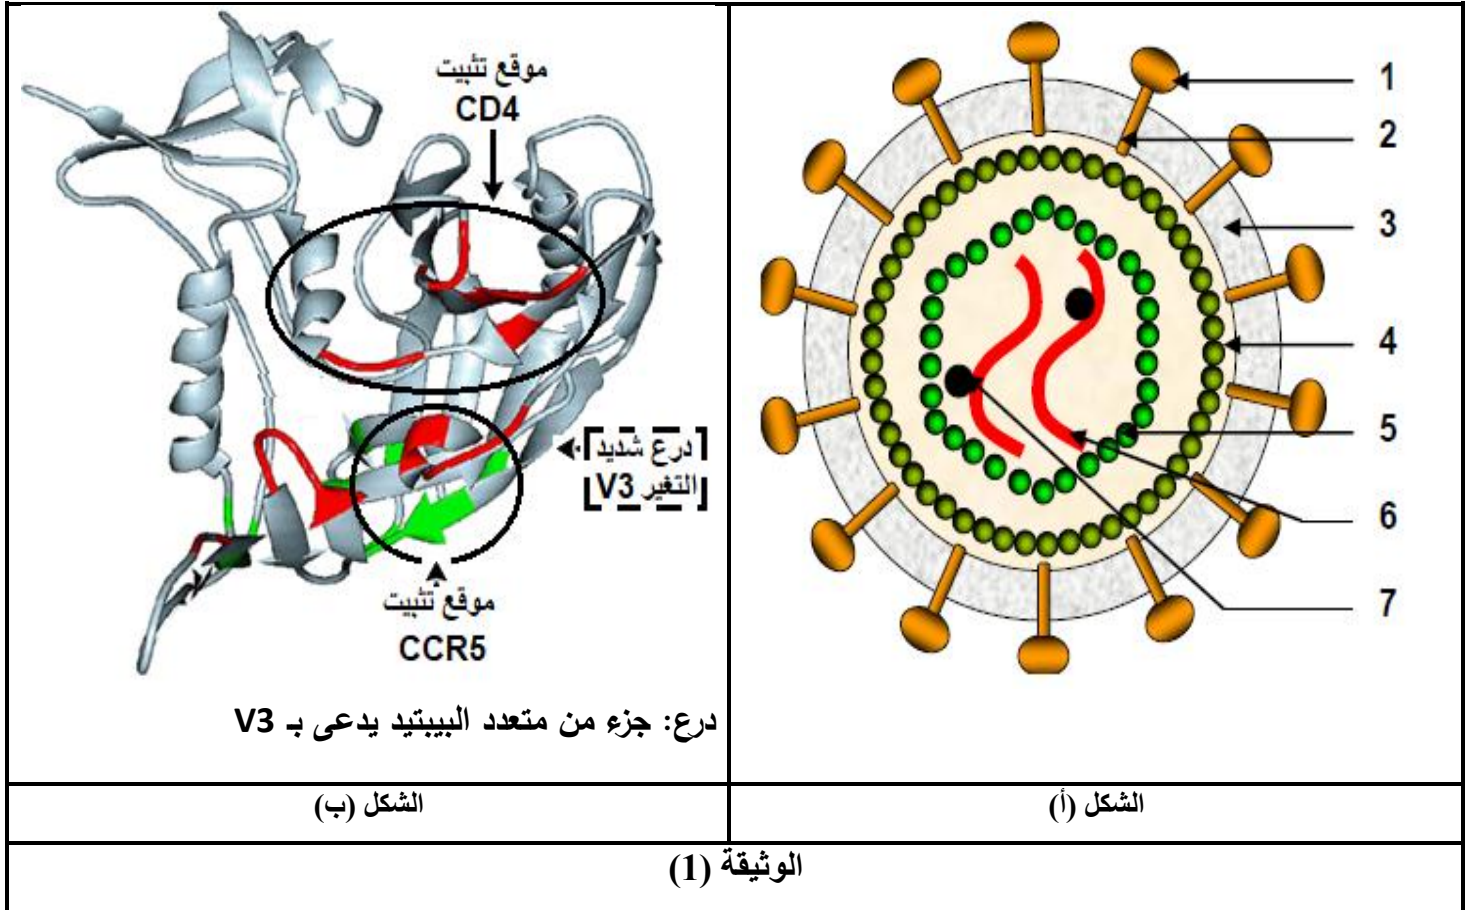 1
2
3
4
5
6
7
موقع تثبيت
CD4
درع شديد
التغير V3
موقع تثبيت
CCR5
درع: جزء من متعدد الببتيد يدعى بـ V3
الشكل (أ)
الشكل (ب)
الوثيقة (1)